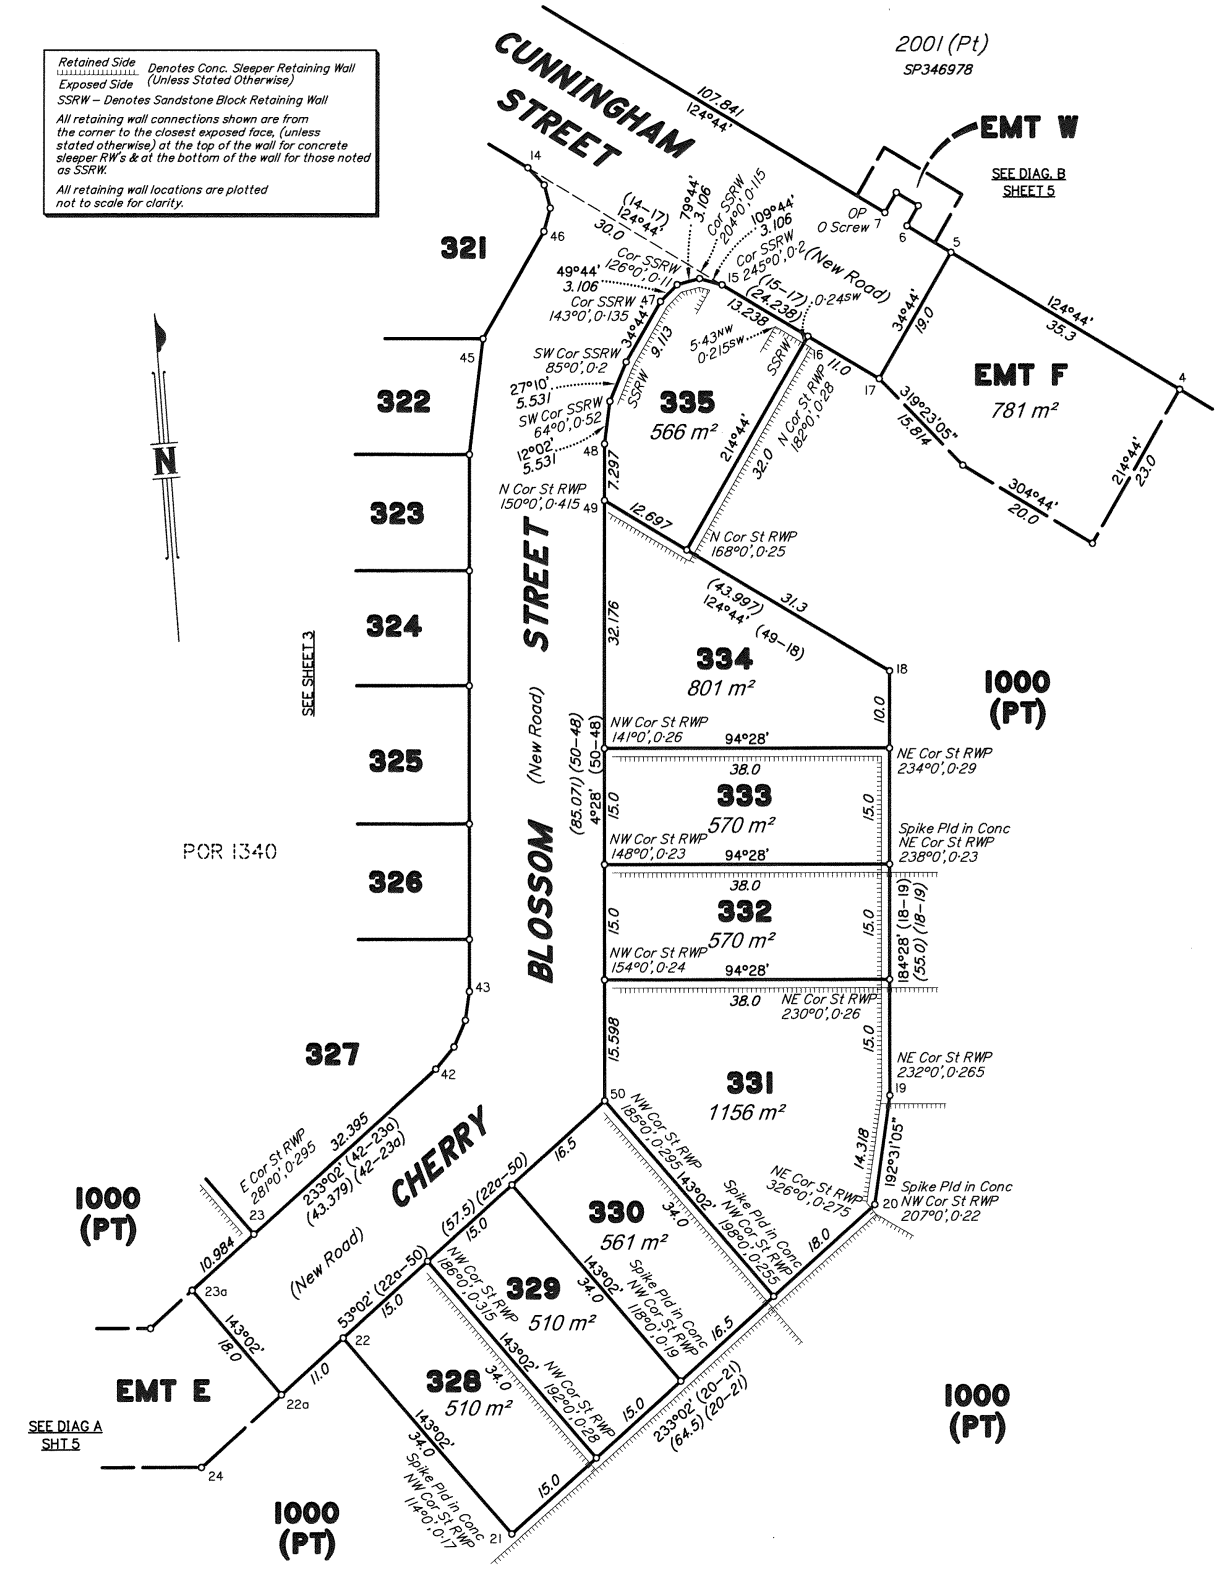 Retained Side
Exposed Side
Denotes Conc. Sleeper Retaining Wall
(Unless Stated Otherwise)
SSRW – Denotes Sandstone Block Retaining Wall
All retaining wall connections shown are from
the corner to the closest exposed face, (unless
stated otherwise) at the top of the wall for concrete
sleeper RW's & at the bottom of the wall for those noted
as SSRW.
All retaining wall locations are plotted
not to scale for clarity.
2001 (Pt)
SP346978
CUNNINGHAM
STREET
107.841
124°44'
EMT W
SEE DIAG. B
SHEET 5
OP
O Screw
7
6
5
14
46
321
(14-17)
124°44'
30.0
79°44'
3.106
Cor SSRW
204°0', 0·115
109°44'
3.106
Cor SSRW
245°0', 0·2
(New Road)
Cor SSRW
126°0', 0·11
15
49°44'
3.106
Cor SSRW
143°0', 0·135
47
34°44'
9.113
(15-17)
(24.238)
13.238
0·24SW
5·43NW
0·215SW
SSRW
16
11.0
17
34°44'
19.0
124°44'
35.3
4
EMT F
781 m²
319°23'05"
15.814
304°44'
20.0
214°44'
23.0
45
SW Cor SSRW
85°0', 0·2
27°10'
5.531
SW Cor SSRW
64°0', 0·52
12°02'
5.531
SSRW
335
566 m²
N Cor St RWP
182°0', 0·28
214°44'
32.0
322
N
48
7.297
N Cor St RWP
150°0', 0·415
49
12.697
N Cor St RWP
168°0', 0·25
323
324
SEE SHEET 3
325
326
POR 1340
BLOSSOM STREET
(New Road)
32.176
(43.997)
124°44'
(49-18)
31.3
334
801 m²
18
10.0
1000
(PT)
(85.071) (50-48)
4°28' (50-48)
NW Cor St RWP
141°0', 0·26
94°28'
38.0
NE Cor St RWP
234°0', 0·29
333
570 m²
15.0
15.0
Spike Pld in Conc
NE Cor St RWP
238°0', 0·23
NW Cor St RWP
148°0', 0·23
94°28'
38.0
332
570 m²
15.0
15.0
184°28' (18-19)
(55.0) (18-19)
NW Cor St RWP
154°0', 0·24
94°28'
38.0
NE Cor St RWP
230°0', 0·26
43
15.598
15.0
NE Cor St RWP
232°0', 0·265
19
327
42
331
1156 m²
50
14.318
192°31'05"
NE Cor St RWP
326°0', 0·275
20
Spike Pld in Conc
NW Cor St RWP
207°0', 0·22
32.395
233°02' (42-23a)
(43.379) (42-23a)
E Cor St RWP
281°0', 0·295
CHERRY
(New Road)
1000
(PT)
23
10.984
23a
143°02'
18.0
EMT E
SEE DIAG A
SHT 5
24
22a
11.0
22
53°02' (22a-50)
(57.5) (22a-50)
15.0
15.0
16.5
NW Cor St RWP
185°0', 0·295
143°02'
34.0
330
561 m²
Spike Pld in Conc
NW Cor St RWP
198°0', 0·255
18.0
329
510 m²
143°02'
34.0
Spike Pld in Conc
NW Cor St RWP
118°0', 0·19
16.5
NW Cor St RWP
186°0', 0·315
143°02'
34.0
NW Cor St RWP
192°0', 0·28
328
510 m²
143°02'
34.0
Spike Pld in Conc
NW Cor St RWP
114°0', 0·17
21
15.0
15.0
233°02' (20-21)
(64.5) (20-21)
1000
(PT)
1000
(PT)